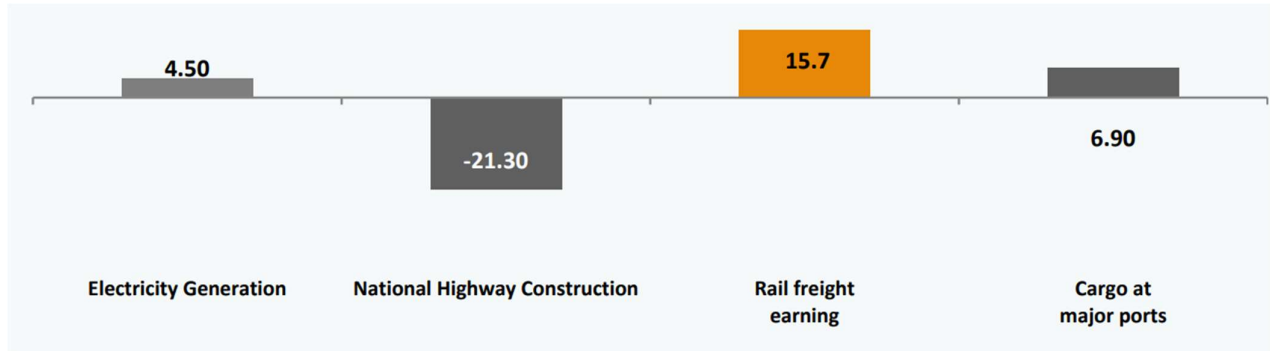 4.50
-21.30
15.7
6.90
Electricity Generation
National Highway Construction
Rail freight
earning
Cargo at
major ports